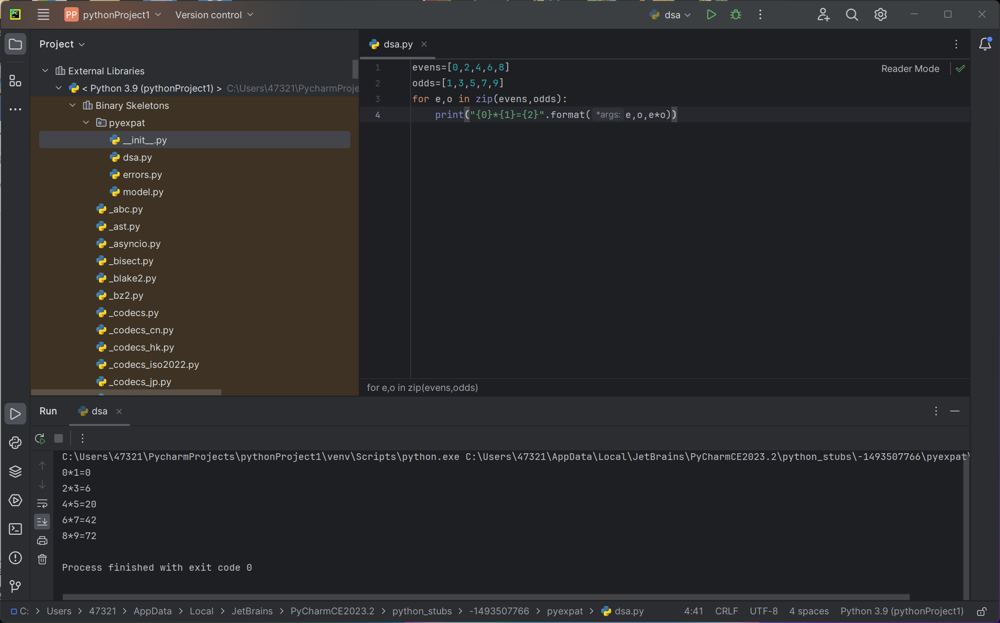 PC
PP pythonProject1 Version control dsa
Project
External Libraries
< Python 3.9 (pythonProject1) > C:\Users\47321\PycharmProje
Binary Skeletons
pyexpat
__init__.py
dsa.py
errors.py
model.py
_abc.py
_ast.py
_asyncio.py
_bisect.py
_blake2.py
_bz2.py
_codecs.py
_codecs_cn.py
_codecs_hk.py
_codecs_iso2022.py
_codecs_jp.py
dsa.py
Reader Mode
1 evens=[0,2,4,6,8]
2 odds=[1,3,5,7,9]
3 for e,o in zip(evens,odds):
4     print("{0}*{1}={2}".format( *args: e,o,e*o))
for e,o in zip(evens,odds)
Run dsa
C:\Users\47321\PycharmProjects\pythonProject1\venv\Scripts\python.exe C:\Users\47321\AppData\Local\JetBrains\PyCharmCE2023.2\python_stubs\-1493507766\pyexpat\
0*1=0
2*3=6
4*5=20
6*7=42
8*9=72
Process finished with exit code 0
C: > Users > 47321 > AppData > Local > JetBrains > PyCharmCE2023.2 > python_stubs > -1493507766 > pyexpat > dsa.py 4:41 CRLF UTF-8 4 spaces Python 3.9 (pythonProject1)